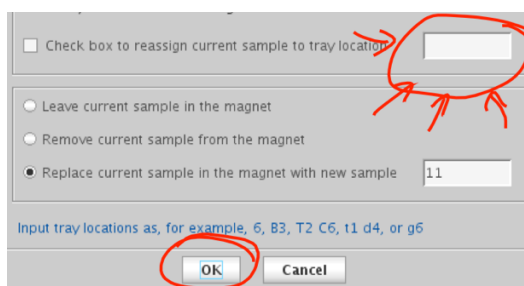 Check box to reassign current sample to tray location
Leave current sample in the magnet
Remove current sample from the magnet
Replace current sample in the magnet with new sample 11
Input tray locations as, for example, 6, B3, T2 C6, t1 d4, or g6
OK Cancel